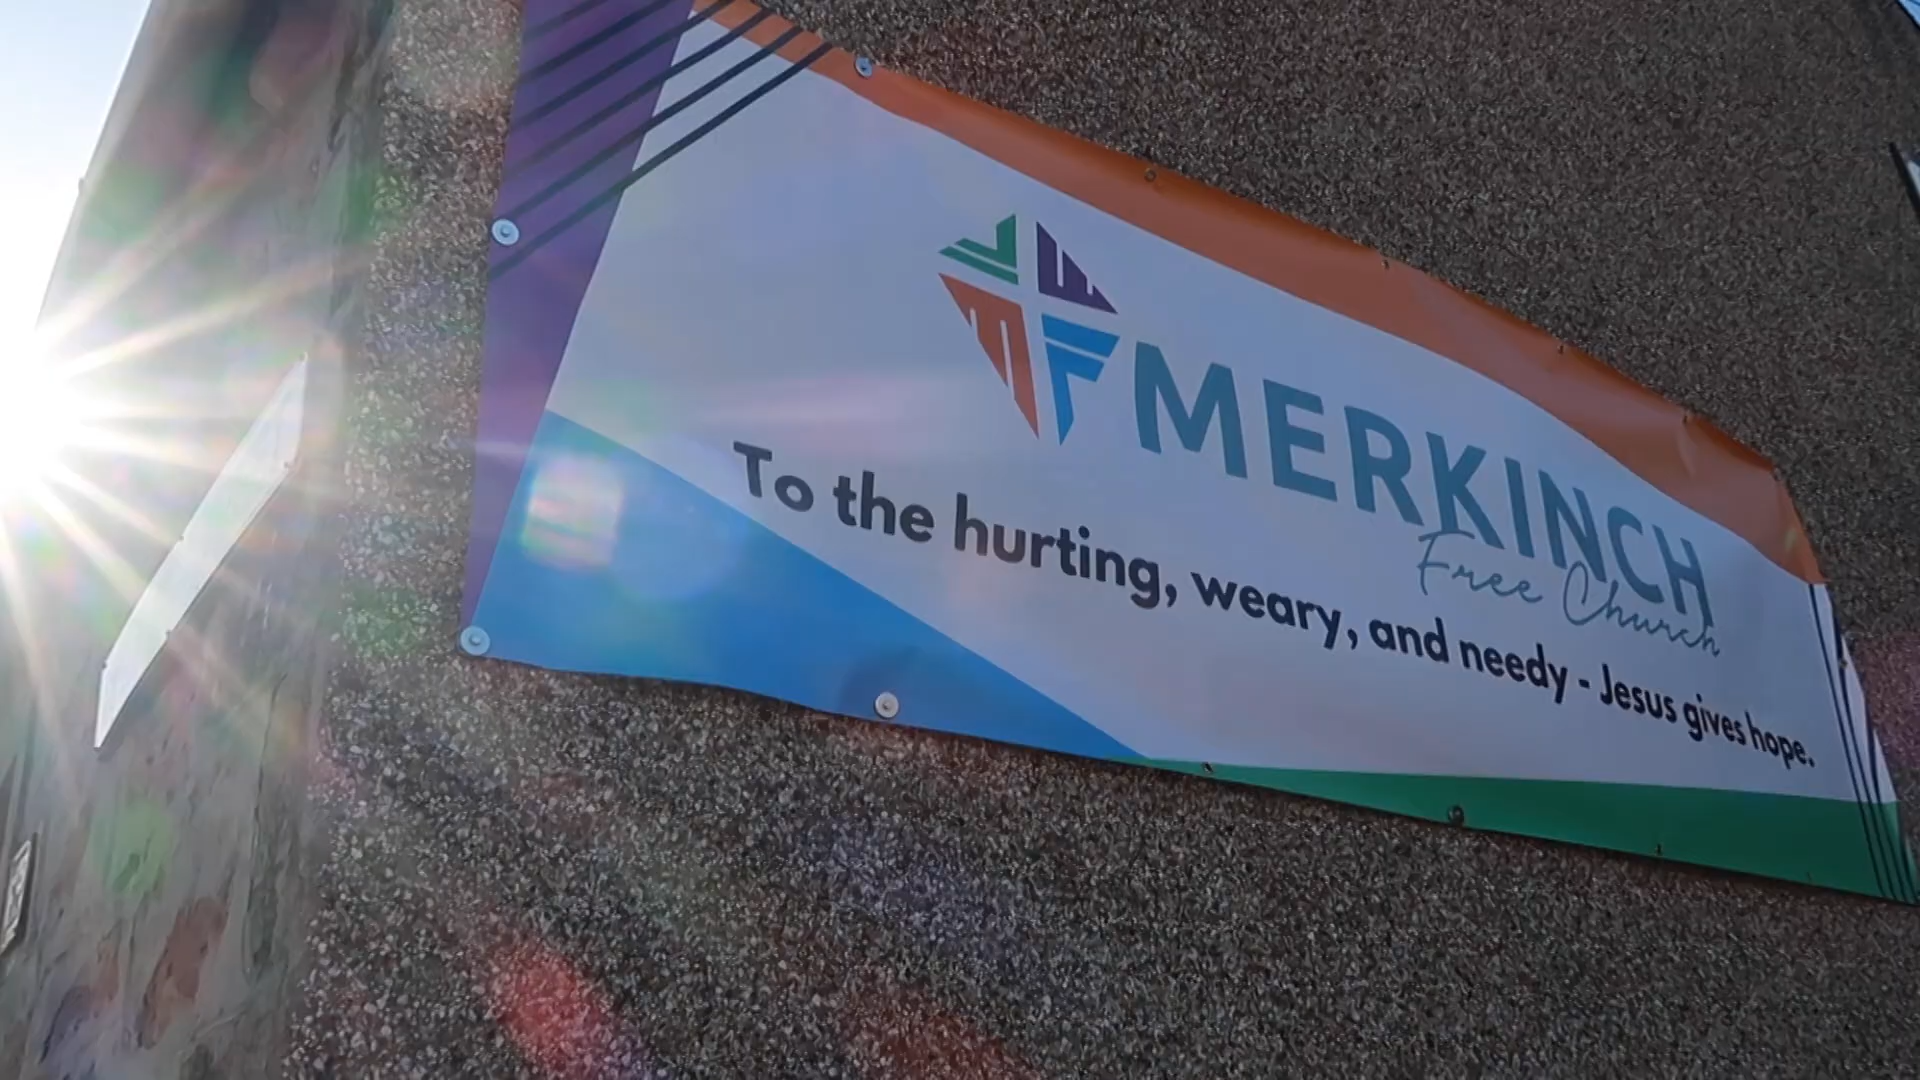 MERKINCH
Free Church
To the hurting, weary, and needy - Jesus gives hope.